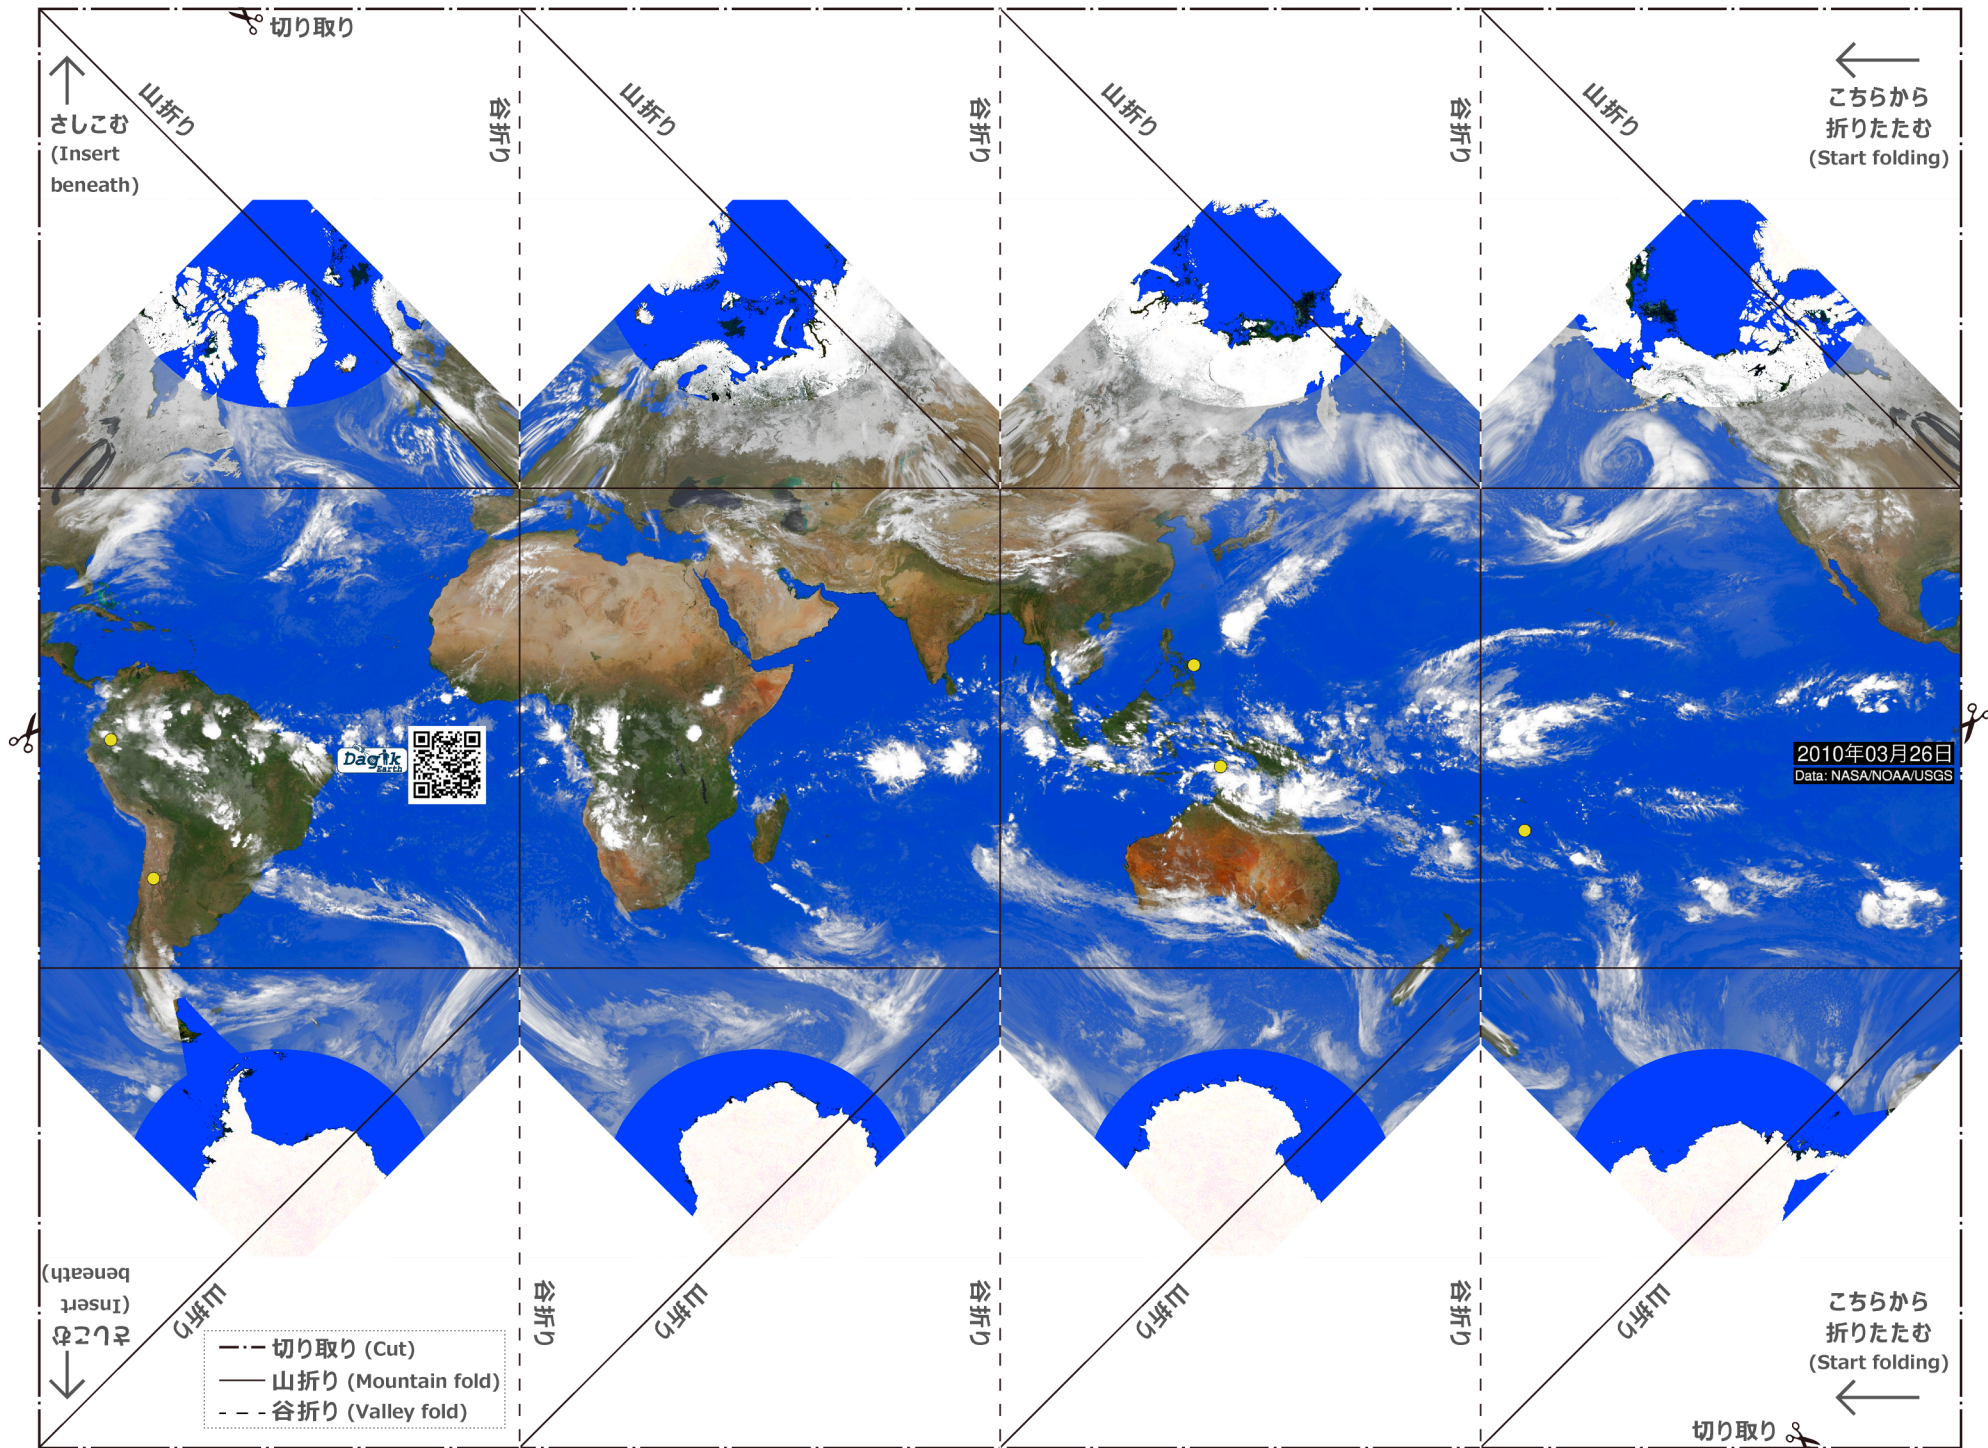 切り取り
さしこむ
(Insert
beneath)
山折り
谷折り
山折り
谷折り
山折り
谷折り
山折り
こちらから
折りたたむ
(Start folding)
Dagik
Earth
2010年03月26日
Data: NASA/NOAA/USGS
さしこむ
(Insert
beneath)
山折り
谷折り
山折り
谷折り
山折り
谷折り
山折り
こちらから
折りたたむ
(Start folding)
切り取り (Cut)
山折り (Mountain fold)
谷折り (Valley fold)
切り取り